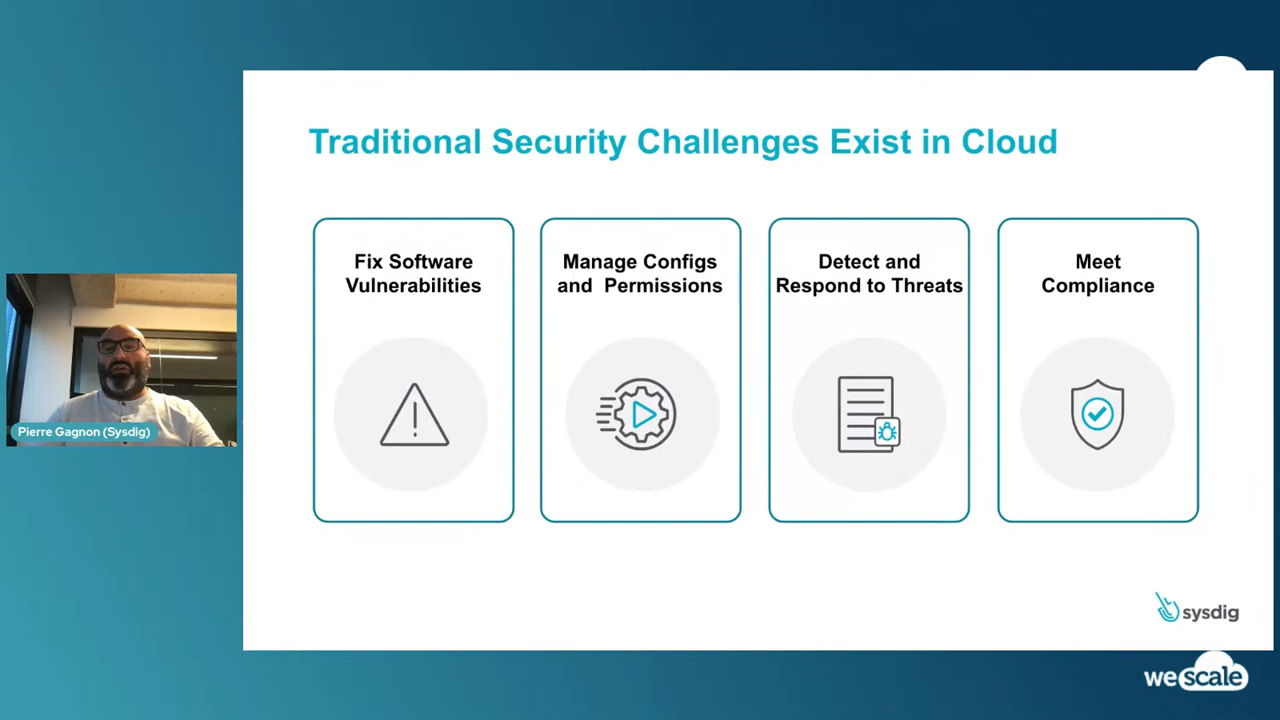 Traditional Security Challenges Exist in Cloud
Fix Software
Vulnerabilities
Manage Configs
and Permissions
Detect and
Respond to Threats
Meet
Compliance
Pierre Gagnon (Sysdig)
sysdig
wescale